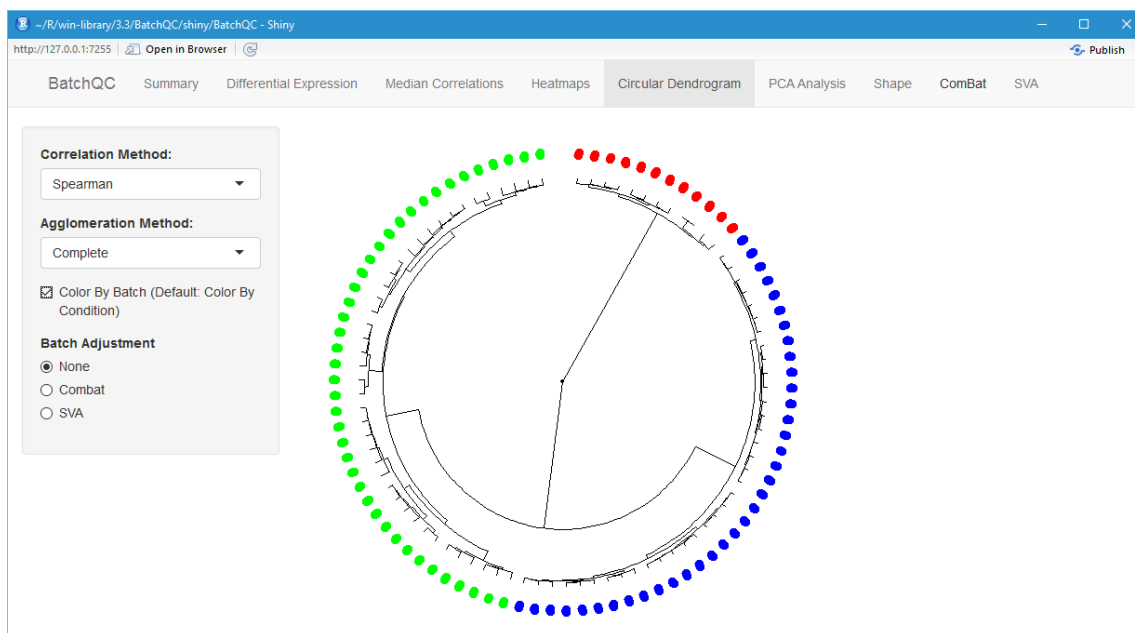 ~/R/win-library/3.3/BatchQC/shiny/BatchQC - Shiny
http://127.0.0.1:7255 Open in Browser Publish
BatchQC Summary Differential Expression Median Correlations Heatmaps Circular Dendrogram PCA Analysis Shape ComBat SVA
Correlation Method:
Spearman
Agglomeration Method:
Complete
Color By Batch (Default: Color By
Condition)
Batch Adjustment
None
Combat
SVA